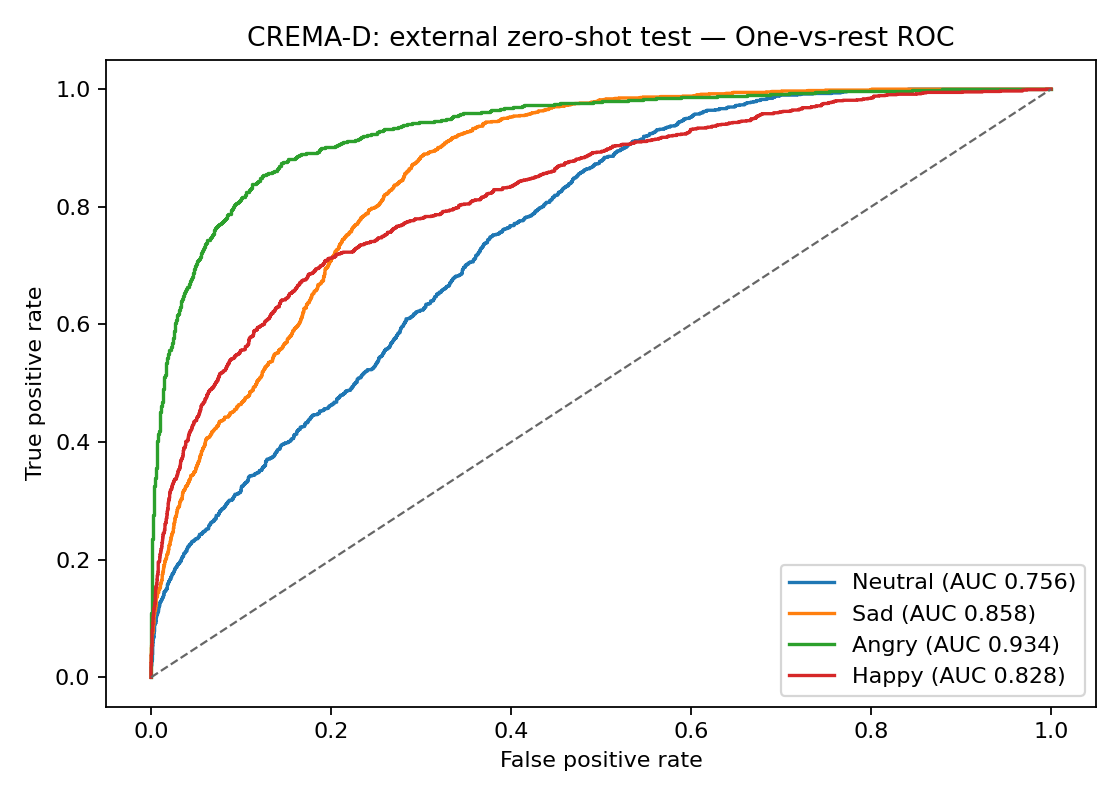 CREMA-D: external zero-shot test — One-vs-rest ROC
True positive rate
1.0
0.8
0.6
0.4
0.2
0.0
0.0 0.2 0.4 0.6 0.8 1.0
False positive rate
Neutral (AUC 0.756)
Sad (AUC 0.858)
Angry (AUC 0.934)
Happy (AUC 0.828)